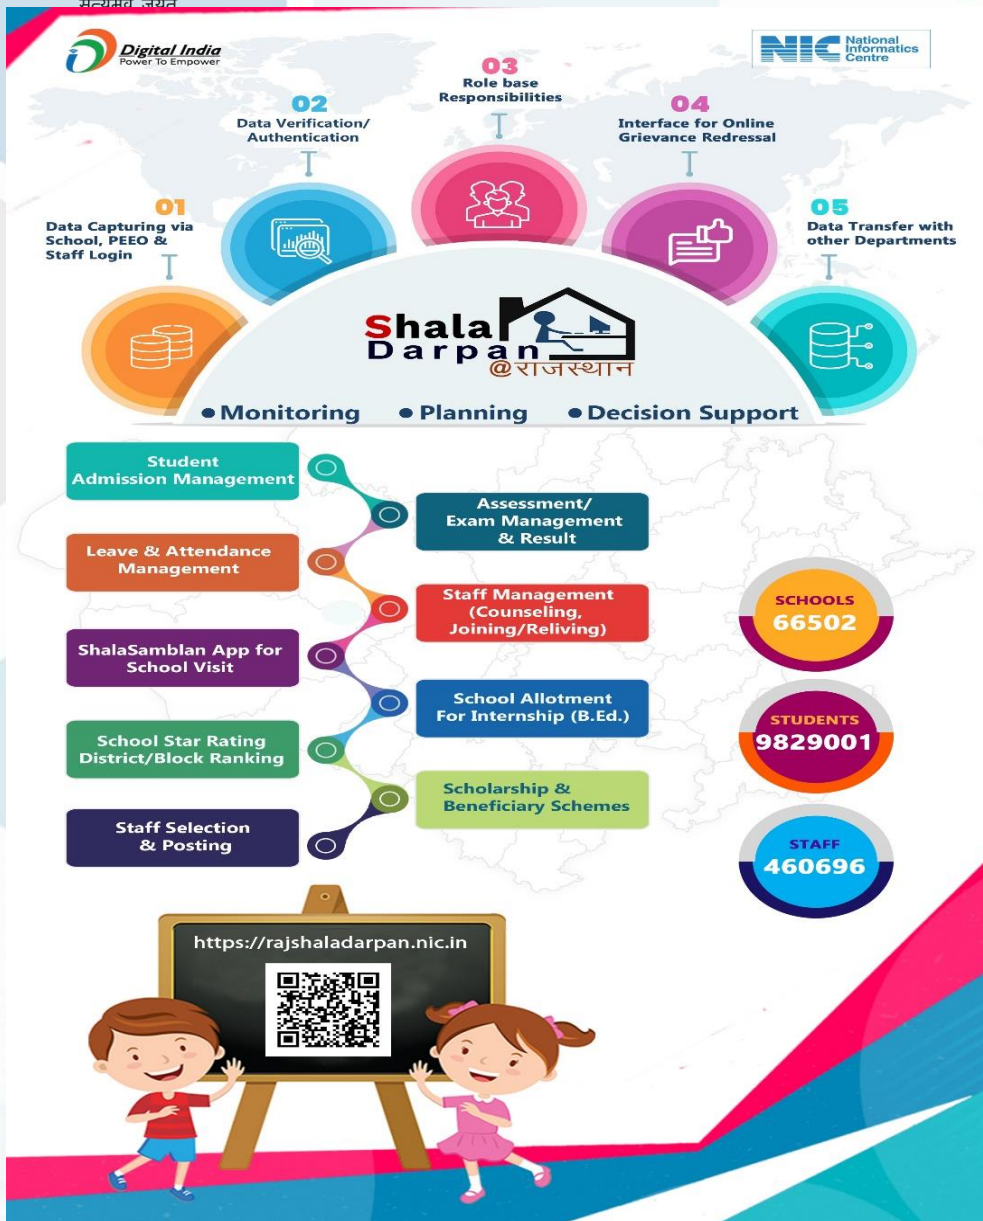 सत्यमेव जयते
Digital India
Power To Empower
NIC National
Informatics
Centre
03
Role base
Responsibilities
02
Data Verification/
Authentication
04
Interface for Online
Grievance Redressal
01
Data Capturing via
School, PEEO &
Staff Login
05
Data Transfer with
other Departments
Shala
Darpan
@राजस्थान
• Monitoring • Planning • Decision Support
Student
Admission Management
Assessment/
Exam Management
& Result
Leave & Attendance
Management
Staff Management
(Counseling,
Joining/Reliving)
ShalaSamblan App for
School Visit
School Allotment
For Internship (B.Ed.)
School Star Rating
District/Block Ranking
Scholarship &
Beneficiary Schemes
Staff Selection
& Posting
SCHOOLS
66502
STUDENTS
9829001
STAFF
460696
https://rajshaladarpan.nic.in